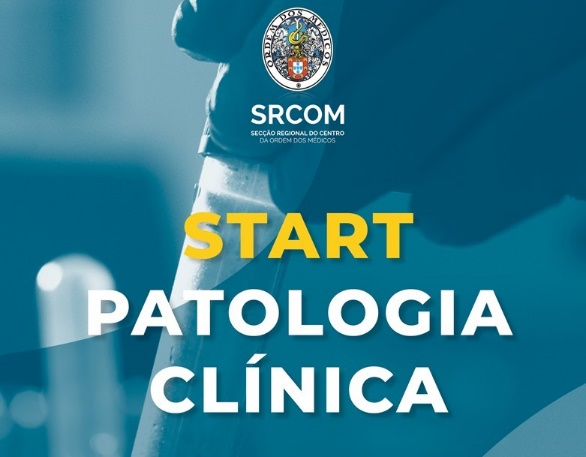 ORDEM DOS MÉDICOS
SRCOM
SECÇÃO REGIONAL DO CENTRO
DA ORDEM DOS MÉDICOS
START
PATOLOGIA
CLÍNICA